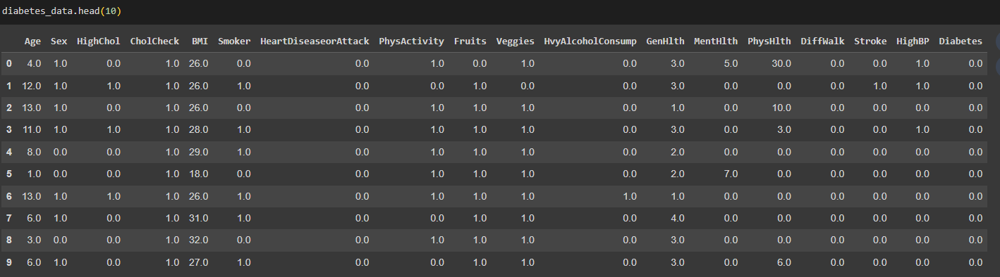 diabetes_data.head(10)
Age Sex HighChol CholCheck BMI Smoker HeartDiseaseorAttack PhysActivity Fruits Veggies HvyAlcoholConsump GenHlth MentHlth PhysHlth DiffWalk Stroke HighBP Diabetes
0 4.0 1.0 0.0 1.0 26.0 0.0 0.0 1.0 0.0 1.0 0.0 3.0 5.0 30.0 0.0 0.0 1.0 0.0
1 12.0 1.0 1.0 1.0 26.0 1.0 0.0 0.0 1.0 0.0 0.0 3.0 0.0 0.0 0.0 1.0 1.0 0.0
2 13.0 1.0 0.0 1.0 26.0 0.0 0.0 1.0 1.0 1.0 0.0 1.0 0.0 10.0 0.0 0.0 0.0 0.0
3 11.0 1.0 1.0 1.0 28.0 1.0 0.0 1.0 1.0 1.0 0.0 3.0 0.0 3.0 0.0 0.0 1.0 0.0
4 8.0 0.0 0.0 1.0 29.0 1.0 0.0 1.0 1.0 1.0 0.0 2.0 0.0 0.0 0.0 0.0 0.0 0.0
5 1.0 0.0 0.0 1.0 18.0 0.0 0.0 1.0 1.0 1.0 0.0 2.0 7.0 0.0 0.0 0.0 0.0 0.0
6 13.0 1.0 1.0 1.0 26.0 1.0 0.0 1.0 1.0 1.0 1.0 1.0 0.0 0.0 0.0 0.0 0.0 0.0
7 6.0 1.0 0.0 1.0 31.0 1.0 0.0 0.0 1.0 1.0 0.0 4.0 0.0 0.0 0.0 0.0 0.0 0.0
8 3.0 0.0 0.0 1.0 32.0 0.0 0.0 1.0 1.0 1.0 0.0 3.0 0.0 0.0 0.0 0.0 0.0 0.0
9 6.0 1.0 0.0 1.0 27.0 1.0 0.0 0.0 1.0 1.0 0.0 3.0 0.0 6.0 0.0 0.0 0.0 0.0